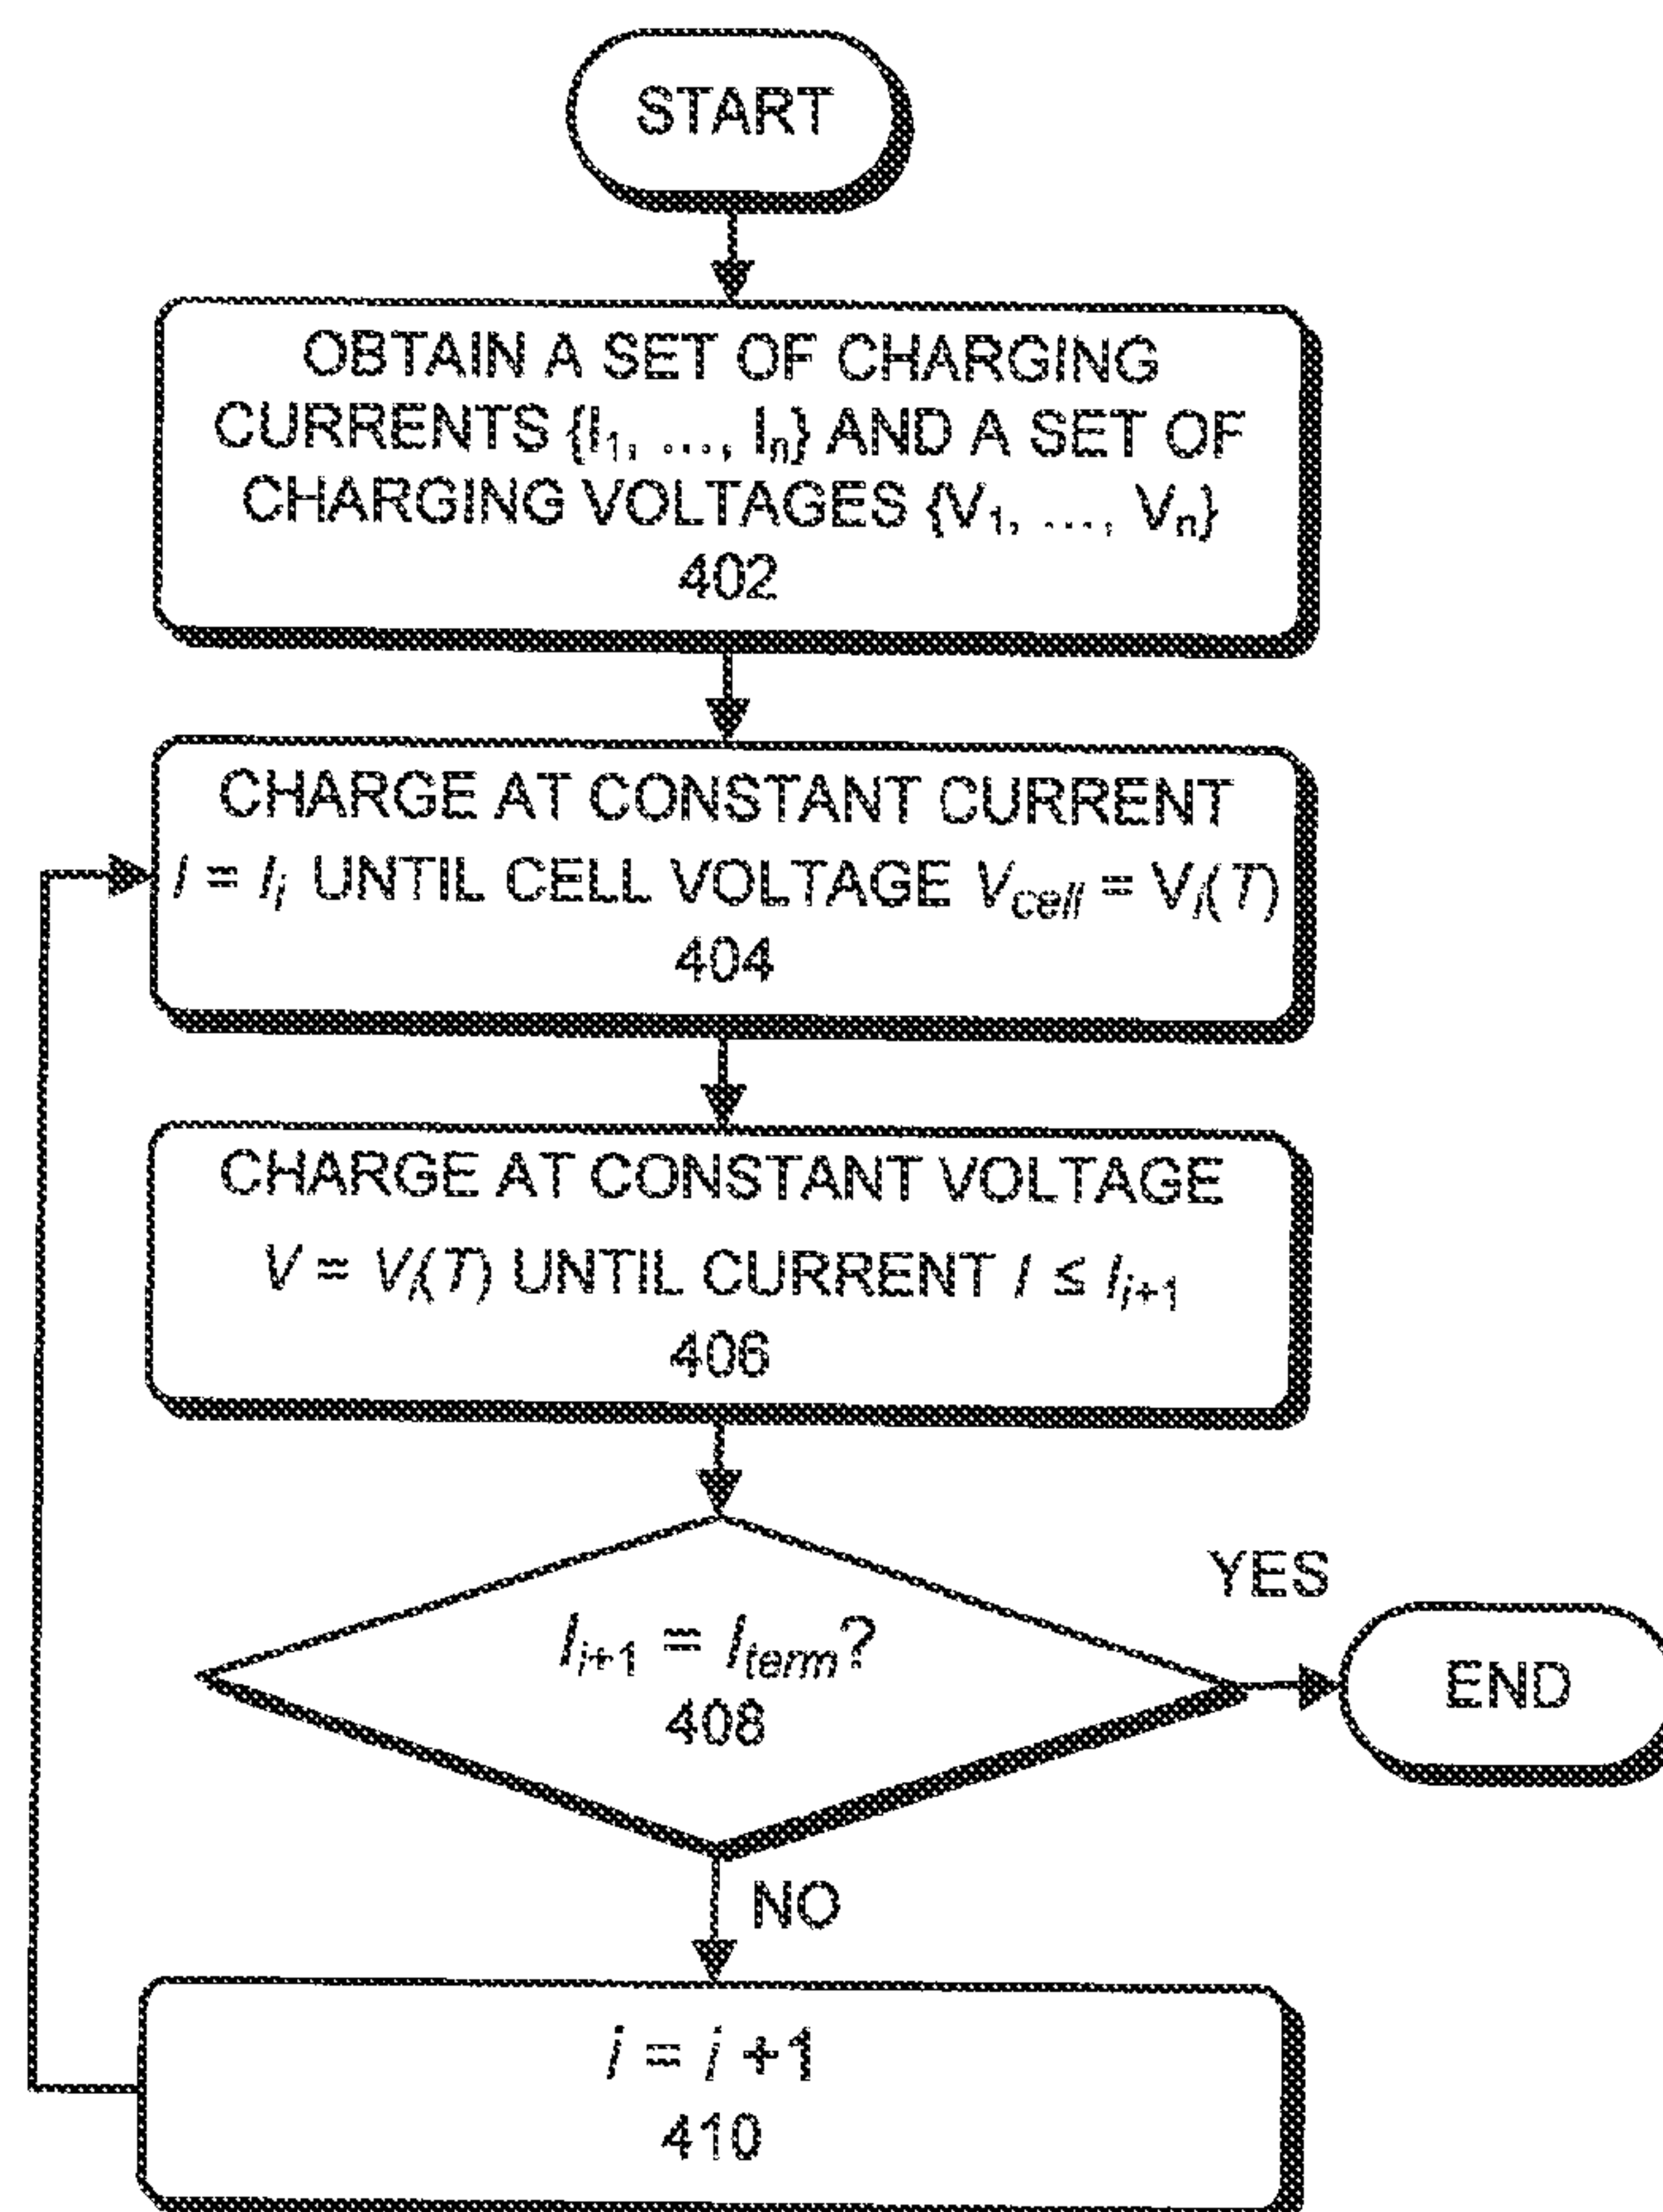 START
OBTAIN A SET OF CHARGING
CURRENTS {I₁, ..., Iₙ} AND A SET OF
CHARGING VOLTAGES {V₁, ..., Vₙ}
402
CHARGE AT CONSTANT CURRENT
I = Iᵢ UNTIL CELL VOLTAGE V_cell = Vᵢ(T)
404
CHARGE AT CONSTANT VOLTAGE
V = Vᵢ(T) UNTIL CURRENT I ≤ Iᵢ₊₁
406
YES
Iᵢ₊₁ = I_term?
408
END
NO
i = i +1
410